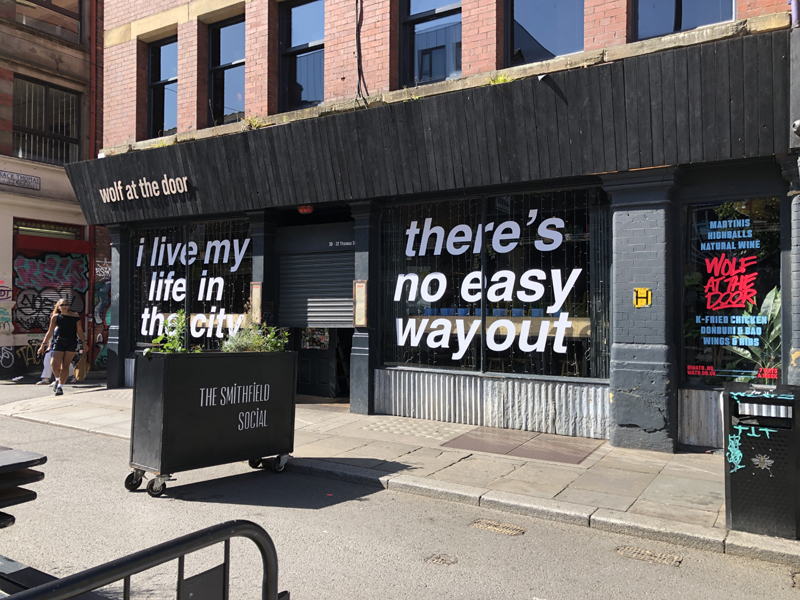 wolf at the door
i live my
life in
the city
there's
no easy
way out
MARTINIS
HIGHBALLS
NATURAL WINE
WOLF
AT THE
DOOR
K-FRIED CHICKEN
DONBURI & BAO
WINGS & RIBS
THE SMITHFIELD
SOCIAL
H